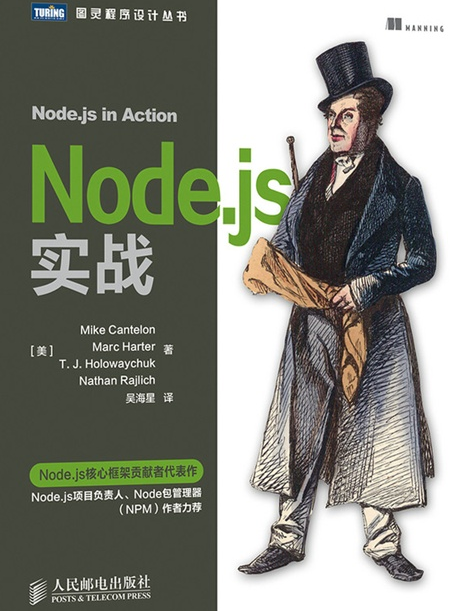 TURING
图灵程序设计丛书
MANNING
Node.js in Action
Node.js
实战
Mike Cantelon
[美] Marc Harter 著
T. J. Holowaychuk
Nathan Rajlich
吴海星 译
Node.js核心框架贡献者代表作
Node.js项目负责人、Node包管理器
（NPM）作者力荐
人民邮电出版社
POSTS & TELECOM PRESS